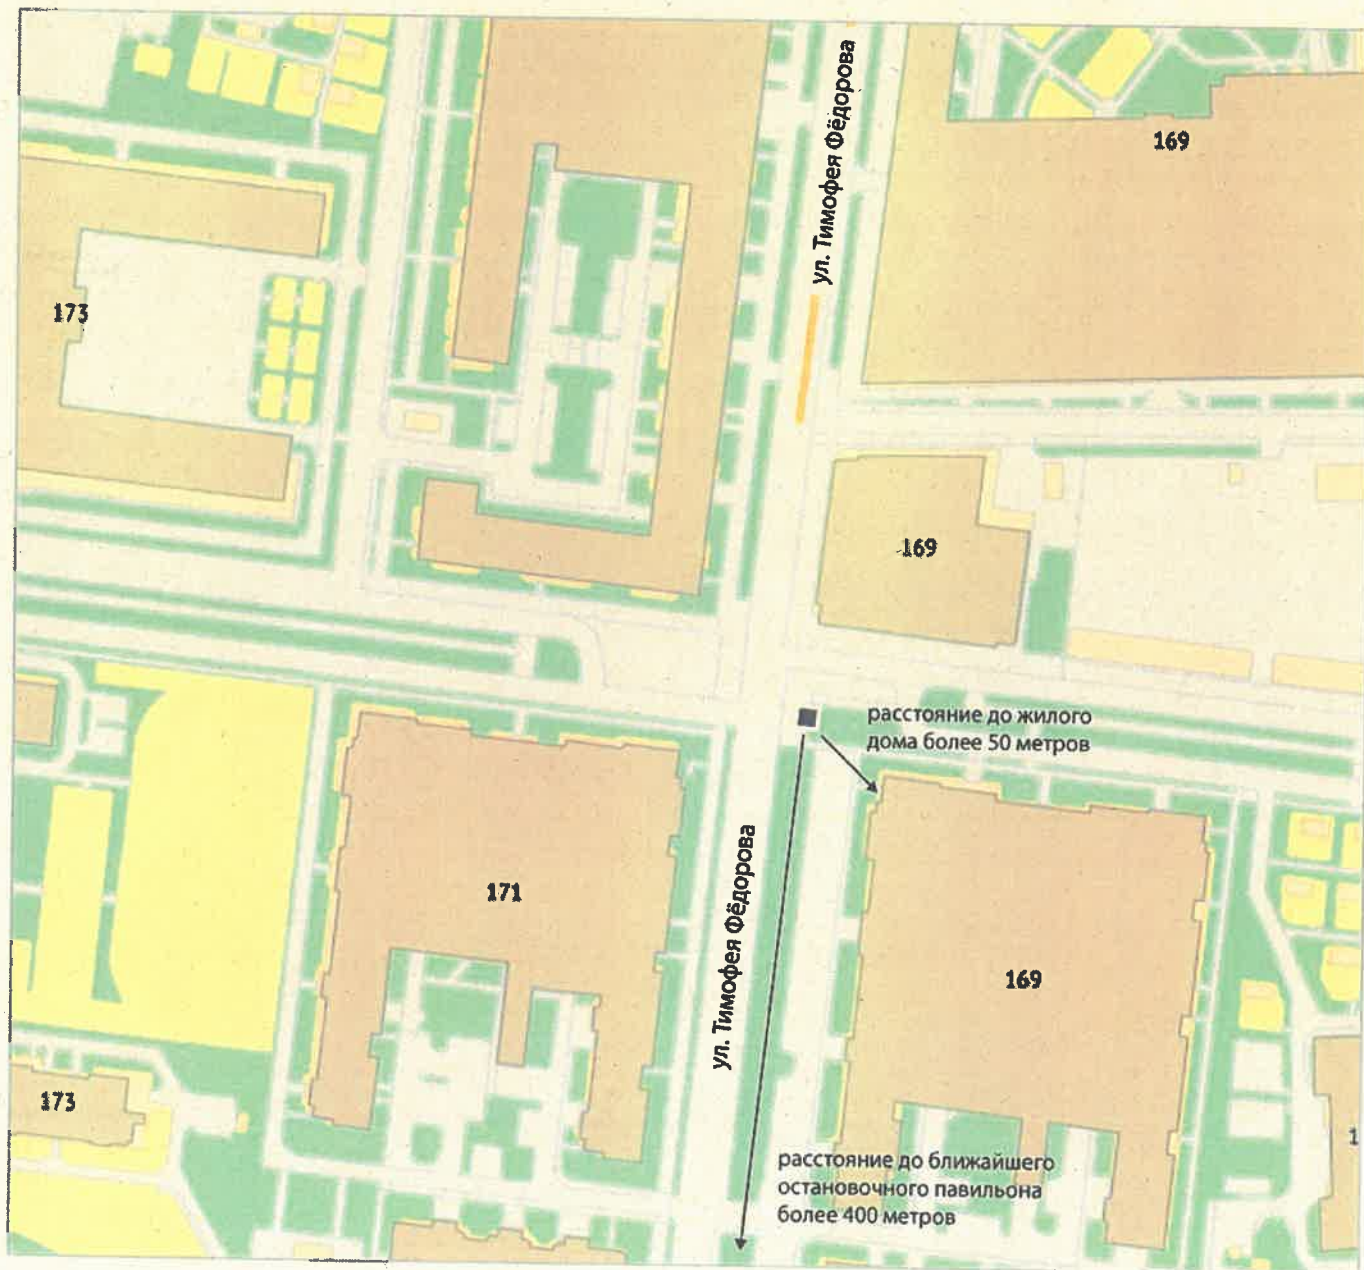 ул. Тимофея Фёдорова
169
173
169
расстояние до жилого
дома более 50 метров
ул. Тимофея Фёдорова
171
169
173
1
расстояние до ближайшего
остановочного павильона
более 400 метров